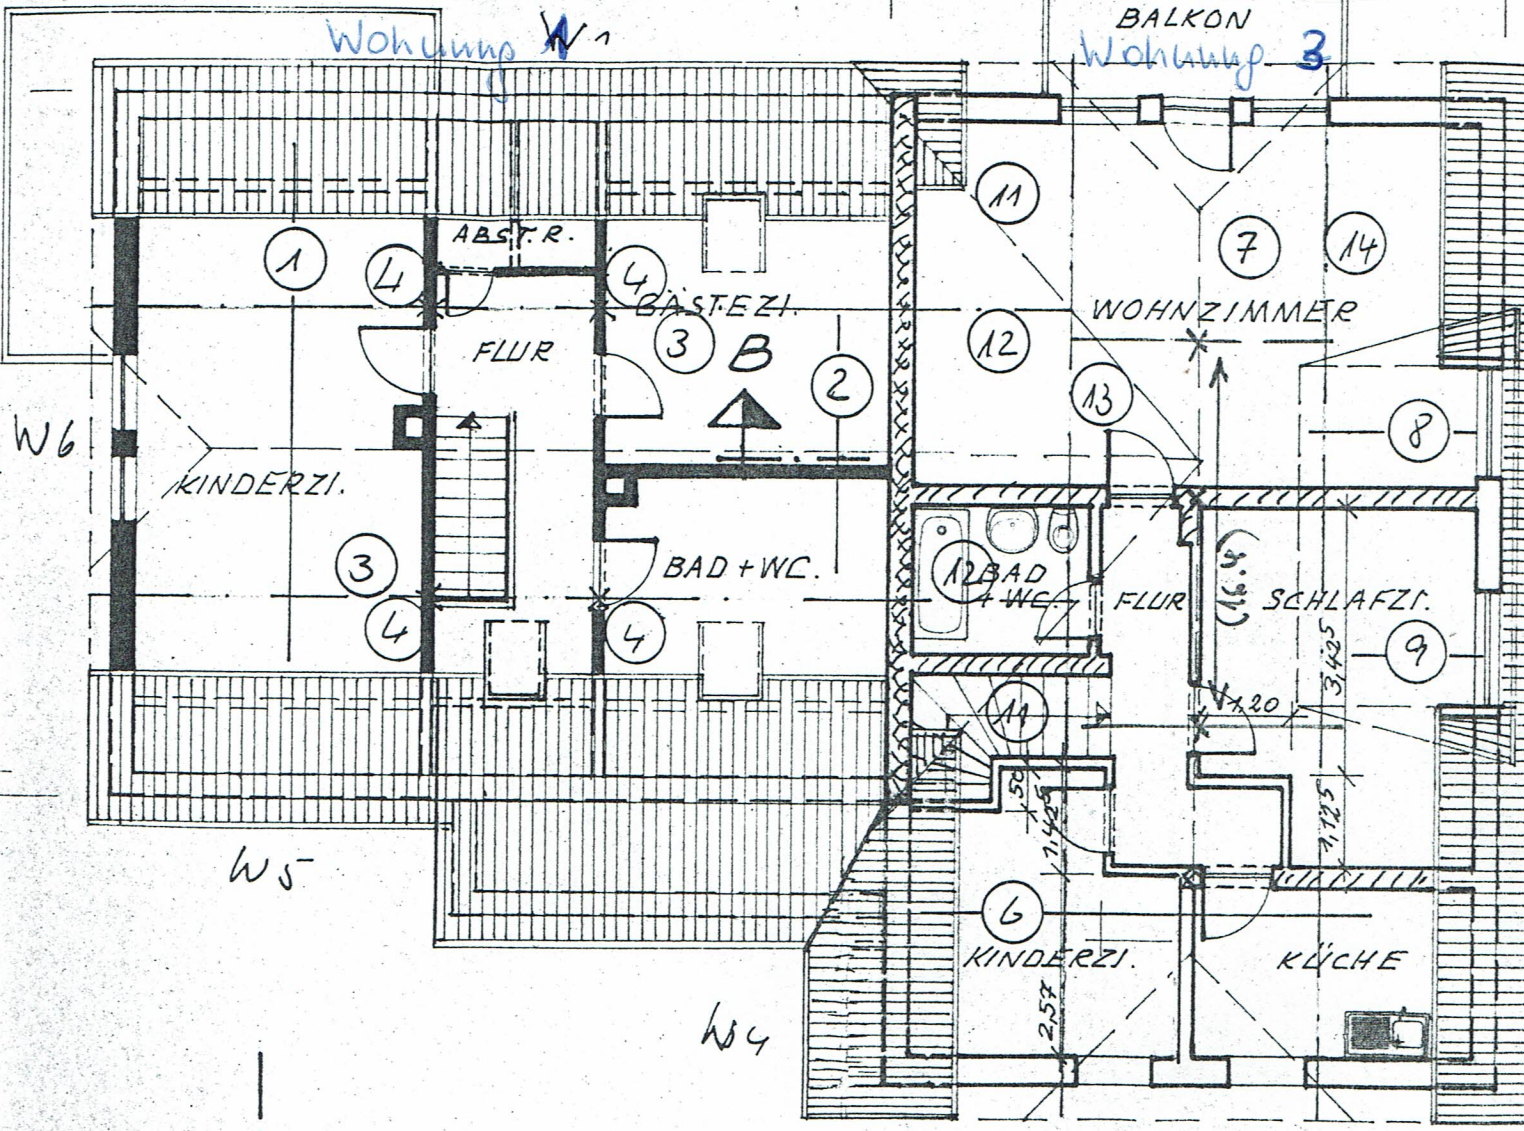 BALKON
Wohnung 1
W1
Wohnung 3
11
ABST.R.
4
4
1
7
14
GÄSTEZI.
WOHNZIMMER
FLUR
3
B
12
2
13
8
W6
KINDERZI.
3
BAD + WC.
12
BAD
+ WC.
FLUR
(16.4)
SCHLAFZI.
4
4
9
3,425
11
1,20
50
1,425
1,125
W5
6
KINDERZI.
KÜCHE
2,57
W4